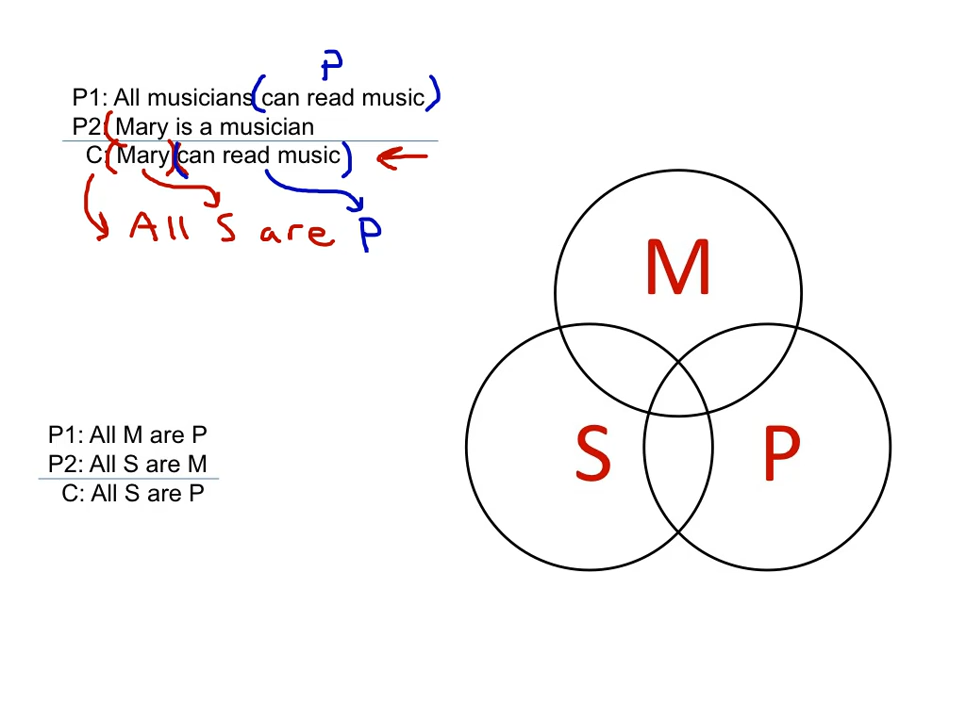 P
P1: All musicians (can read music)
P2: (Mary is a musician
C: (Mary) (can read music)
All S are P
M
S P
P1: All M are P
P2: All S are M
C: All S are P